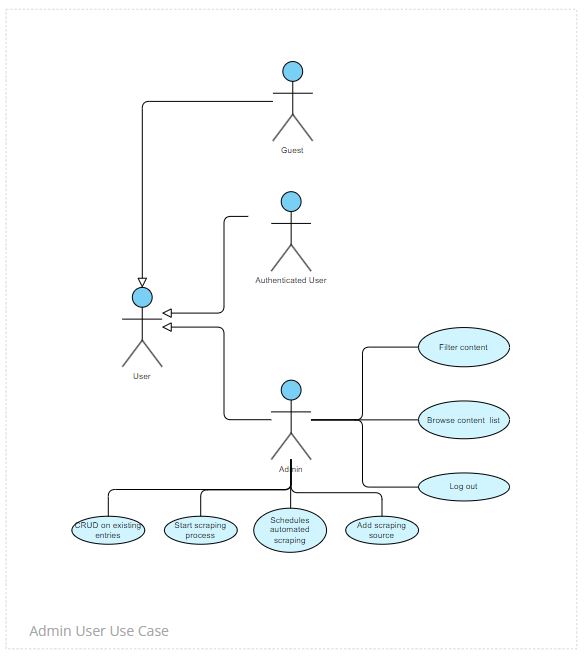 Guest
Authenticated User
User
Filter content
Browse content list
Admin
Log out
CRUD on existing
entries
Start scraping
process
Schedules
automated
scraping
Add scraping
source
Admin User Use Case